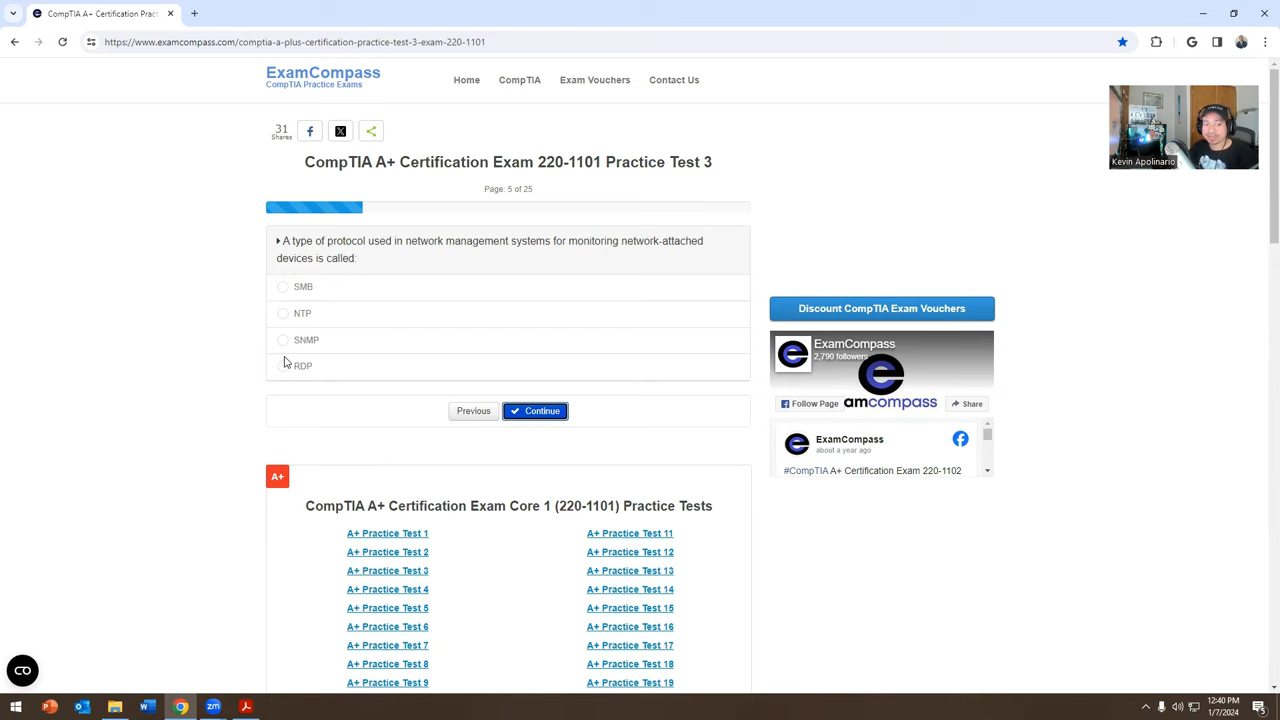 CompTIA A+ Certification Pract
https://www.examcompass.com/comptia-a-plus-certification-practice-test-3-exam-220-1101
ExamCompass
CompTIA Practice Exams
Home
CompTIA
Exam Vouchers
Contact Us
Kevin Apolinario
31
Shares
CompTIA A+ Certification Exam 220-1101 Practice Test 3
Page: 5 of 25
A type of protocol used in network management systems for monitoring network-attached
devices is called:
SMB
NTP
SNMP
RDP
Previous
Continue
Discount CompTIA Exam Vouchers
ExamCompass
2,790 followers
amcompass
Follow Page
Share
ExamCompass
about a year ago
#CompTIA A+ Certification Exam 220-1102
A+
CompTIA A+ Certification Exam Core 1 (220-1101) Practice Tests
A+ Practice Test 1
A+ Practice Test 11
A+ Practice Test 2
A+ Practice Test 12
A+ Practice Test 3
A+ Practice Test 13
A+ Practice Test 4
A+ Practice Test 14
A+ Practice Test 5
A+ Practice Test 15
A+ Practice Test 6
A+ Practice Test 16
A+ Practice Test 7
A+ Practice Test 17
A+ Practice Test 8
A+ Practice Test 18
A+ Practice Test 9
A+ Practice Test 19
12:40 PM
1/7/2024